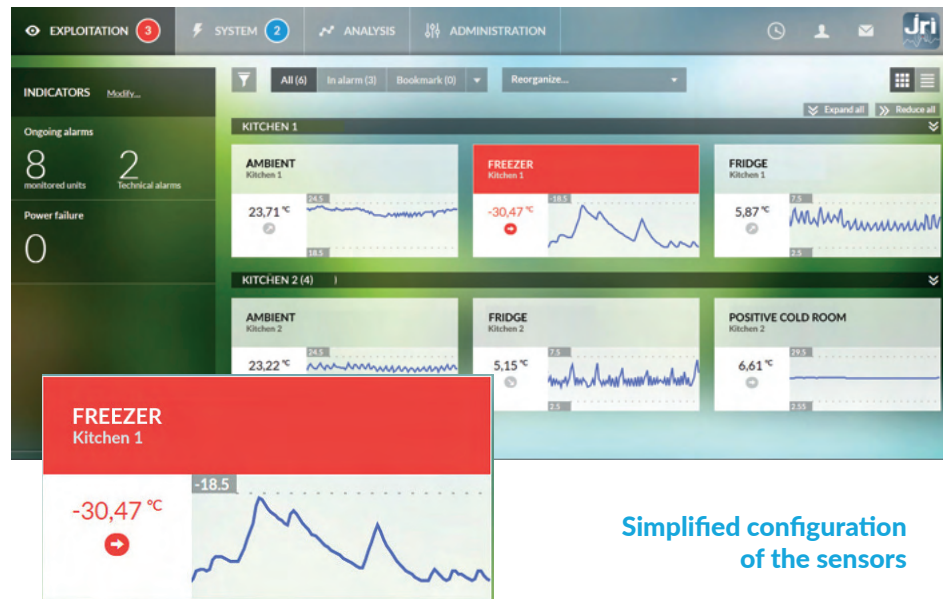 EXPLOITATION 3 SYSTEM 2 ANALYSIS ADMINISTRATION jri
INDICATORS Modify...
All (6) In alarm (3) Bookmark (0) Reorganize...
Expand all Reduce all
Ongoing alarms
8 2
monitored units Technical alarms
Power failure
0
KITCHEN 1
AMBIENT
Kitchen 1
23,71 °C
24.5
18.5
FREEZER
Kitchen 1
-30,47 °C
-18.5
FRIDGE
Kitchen 1
5,87 °C
7.5
2.5
KITCHEN 2 (4)
AMBIENT
Kitchen 2
23,22 °C
24.5
FRIDGE
Kitchen 2
5,15 °C
7.5
2.5
POSITIVE COLD ROOM
Kitchen 2
6,61 °C
29.5
2.55
FREEZER
Kitchen 1
-30,47 °C
-18.5
Simplified configuration
of the sensors